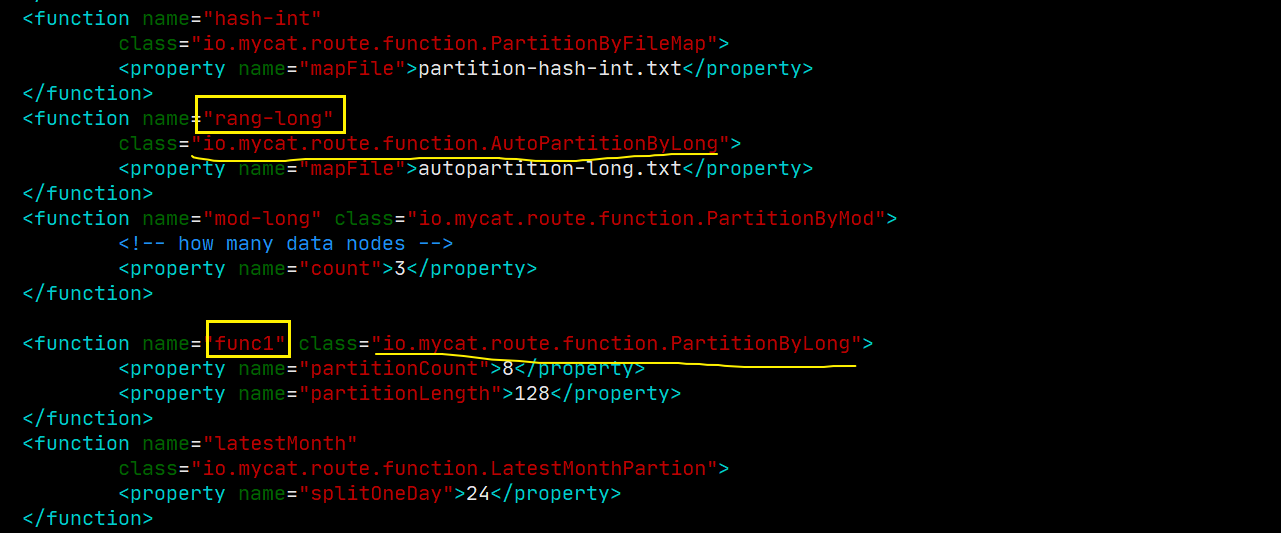 <function name="hash-int"
class="io.mycat.route.function.PartitionByFileMap">
<property name="mapFile">partition-hash-int.txt</property>
</function>
<function name="rang-long"
class="io.mycat.route.function.AutoPartitionByLong">
<property name="mapFile">autopartition-long.txt</property>
</function>
<function name="mod-long" class="io.mycat.route.function.PartitionByMod">
<!-- how many data nodes -->
<property name="count">3</property>
</function>
<function name="func1" class="io.mycat.route.function.PartitionByLong">
<property name="partitionCount">8</property>
<property name="partitionLength">128</property>
</function>
<function name="latestMonth"
class="io.mycat.route.function.LatestMonthPartion">
<property name="splitOneDay">24</property>
</function>